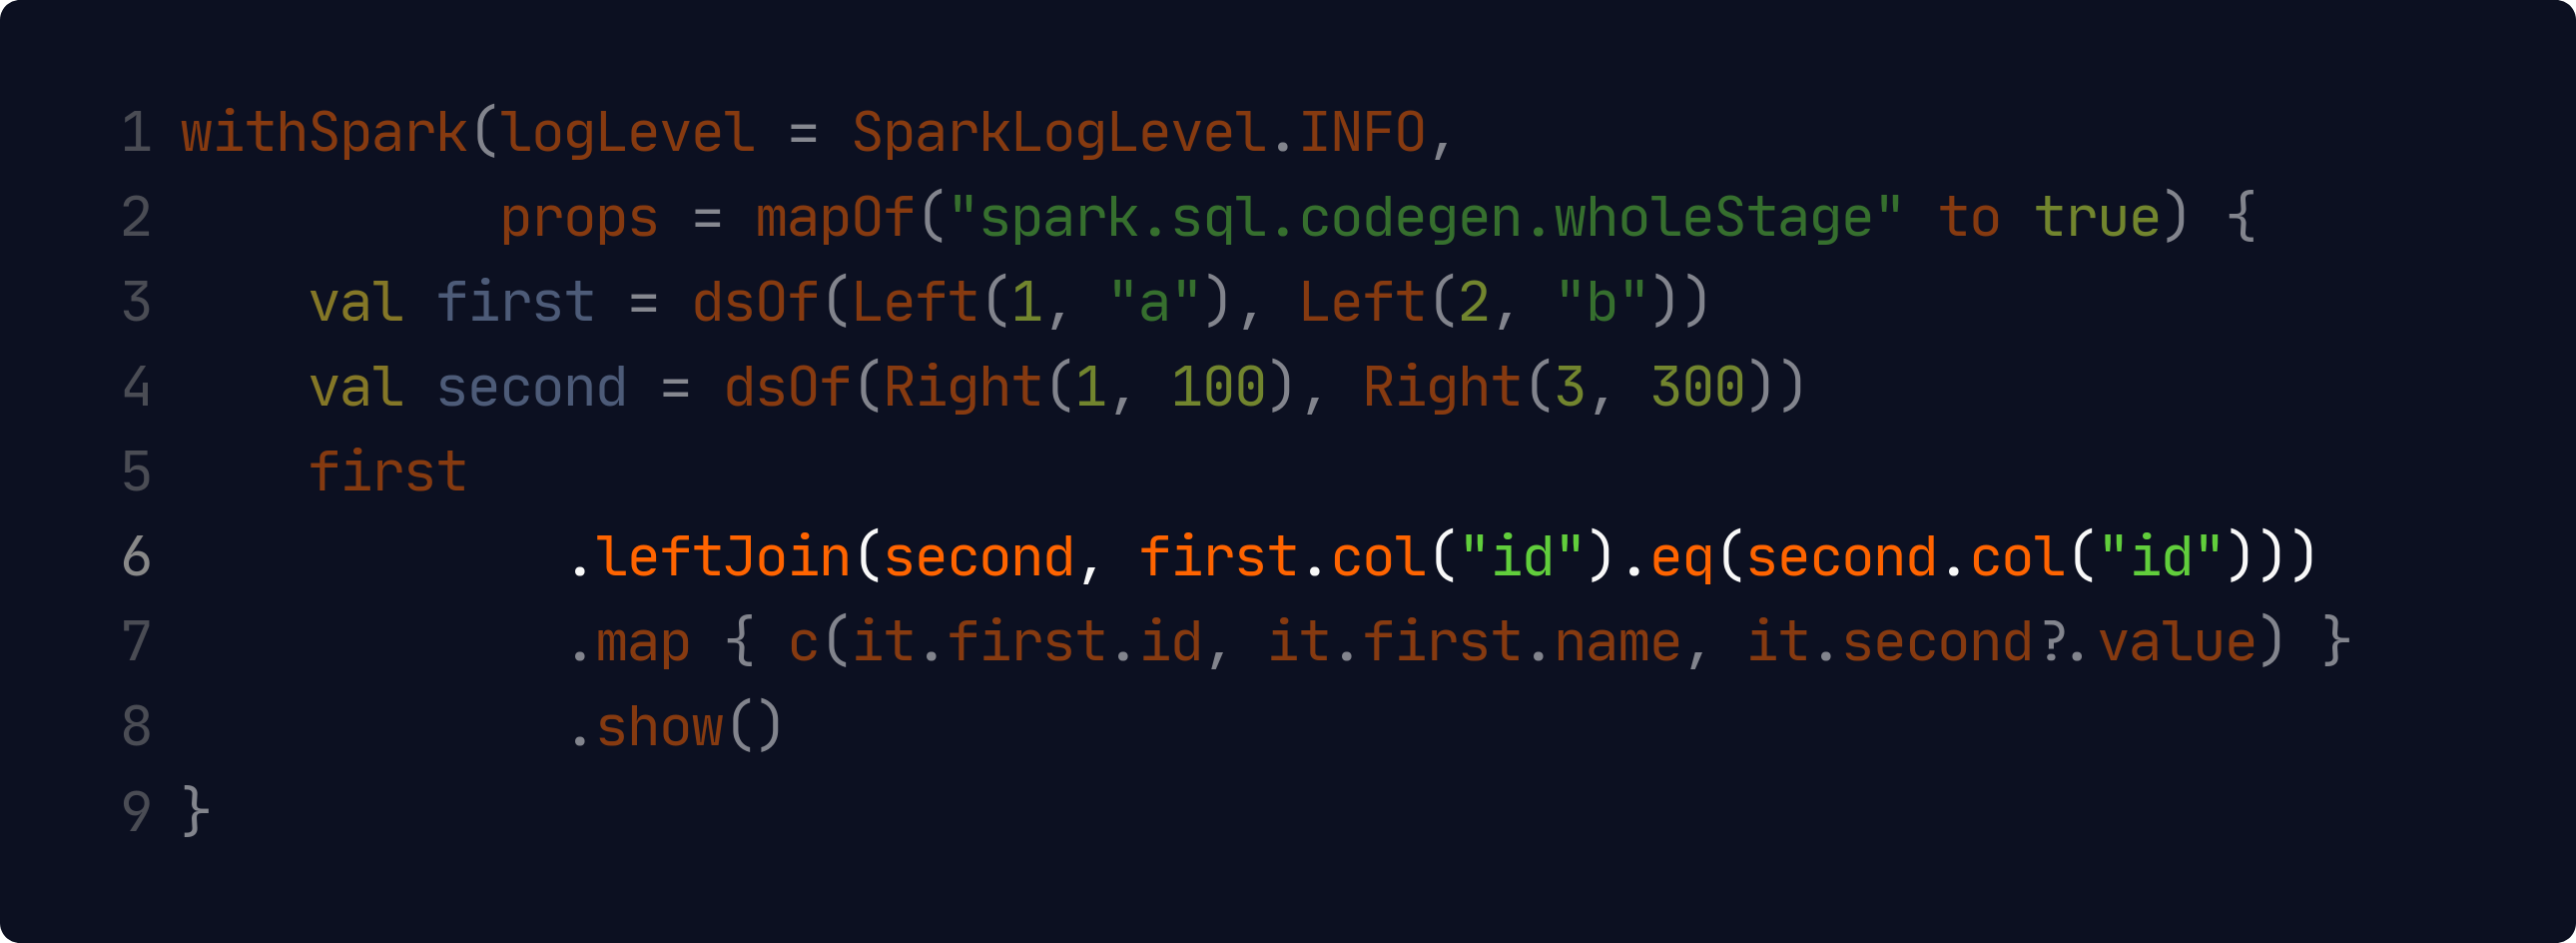 1 withSpark(logLevel = SparkLogLevel.INFO,
2           props = mapOf("spark.sql.codegen.wholeStage" to true) {
3     val first = dsOf(Left(1, "a"), Left(2, "b"))
4     val second = dsOf(Right(1, 100), Right(3, 300))
5     first
6             .leftJoin(second, first.col("id").eq(second.col("id")))
7             .map { c(it.first.id, it.first.name, it.second?.value) }
8             .show()
9 }